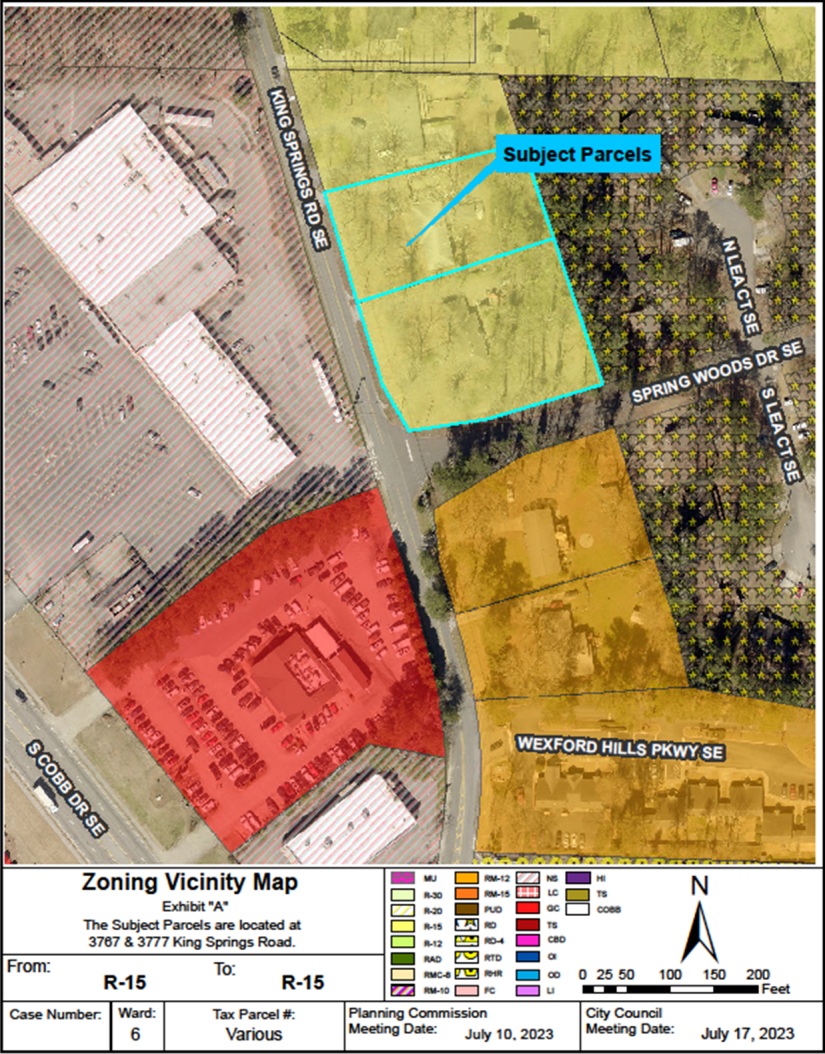 KING SPRINGS RD SE
Subject Parcels
N LEA CT SE
SPRING WOODS DR SE
S LEA CT SE
WEXFORD HILLS PKWY SE
S COBB DR SE
Zoning Vicinity Map
Exhibit "A"
The Subject Parcels are located at
3767 & 3777 King Springs Road.
From:
R-15
To:
R-15
MU
R-30
R-20
R-15
R-12
RAD
RMC-8
RM-10
RM-12
RM-15
PUD
RD
RD-4
RTD
RHR
FC
NS
LC
GC
TS
CBD
OI
OD
LI
HI
TS
COBB
N
0 25 50 100 150 200
Feet
Case Number:
Ward:
6
Tax Parcel #:
Various
Planning Commission
Meeting Date: July 10, 2023
City Council
Meeting Date: July 17, 2023